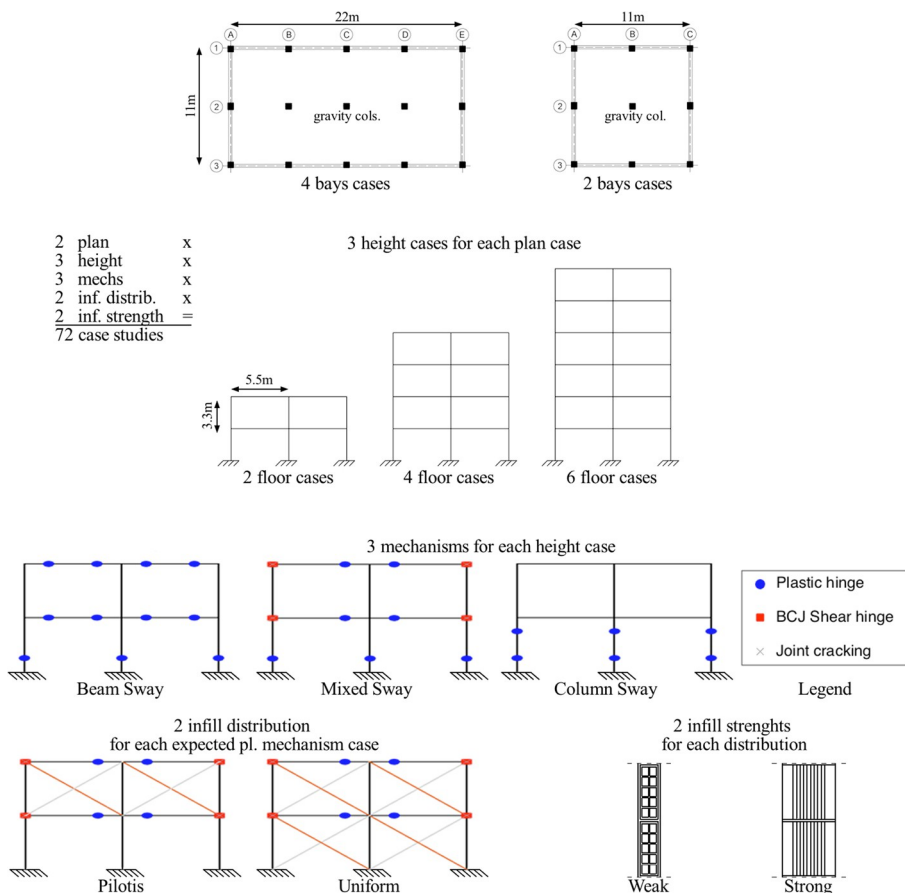 22m
11m
A B C D E
A B C
1
2
3
11m
gravity cols.
1
2
3
gravity col.
4 bays cases
2 bays cases
2 plan x
3 height x
3 mechs x
2 inf. distrib. x
2 inf. strength =
72 case studies
3 height cases for each plan case
5.5m
3.3m
2 floor cases
4 floor cases
6 floor cases
3 mechanisms for each height case
Plastic hinge
BCJ Shear hinge
Joint cracking
Legend
Beam Sway
Mixed Sway
Column Sway
2 infill distribution
for each expected pl. mechanism case
2 infill strenghts
for each distribution
Pilotis
Uniform
Weak
Strong